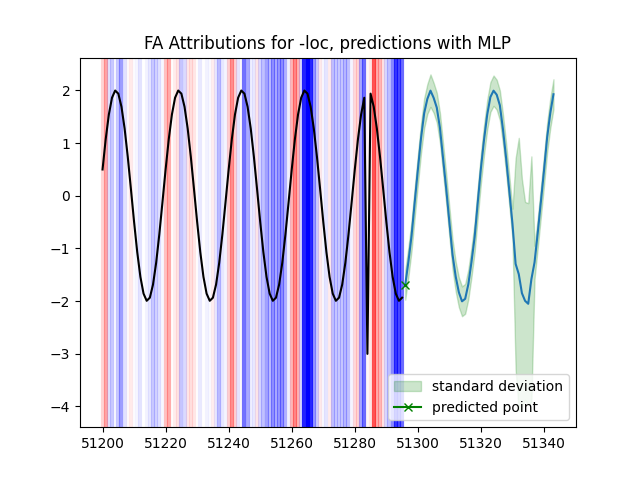 FA Attributions for -loc, predictions with MLP
2
1
0
−1
−2
−3
−4
standard deviation
predicted point
51200 51220 51240 51260 51280 51300 51320 51340